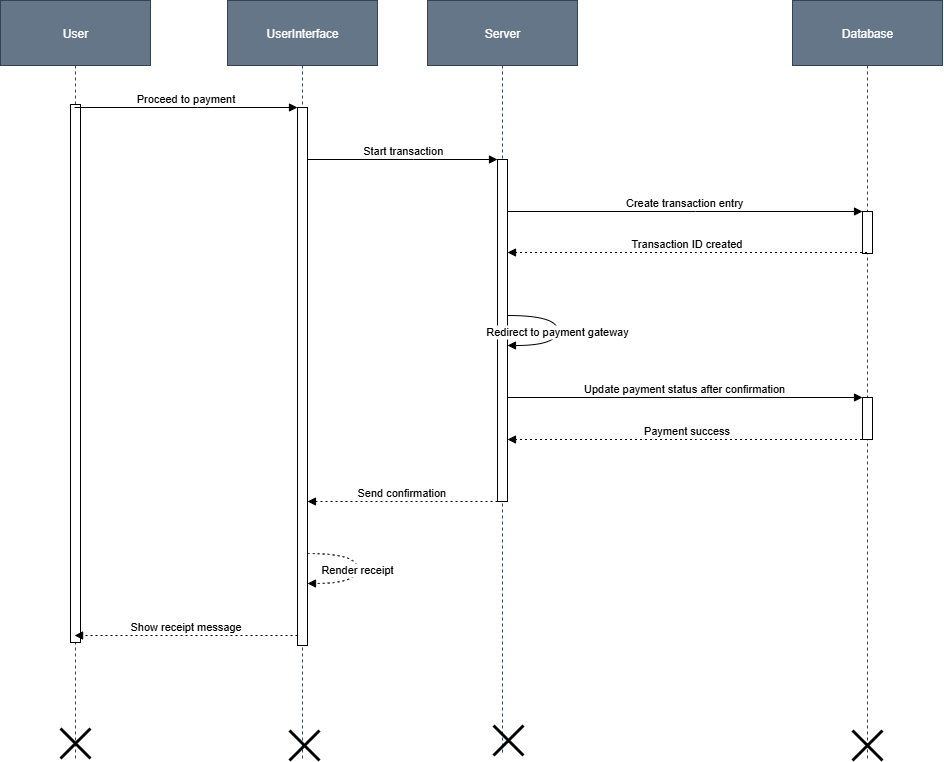 User
UserInterface
Server
Database
Proceed to payment
Start transaction
Create transaction entry
Transaction ID created
Redirect to payment gateway
Update payment status after confirmation
Payment success
Send confirmation
Render receipt
Show receipt message